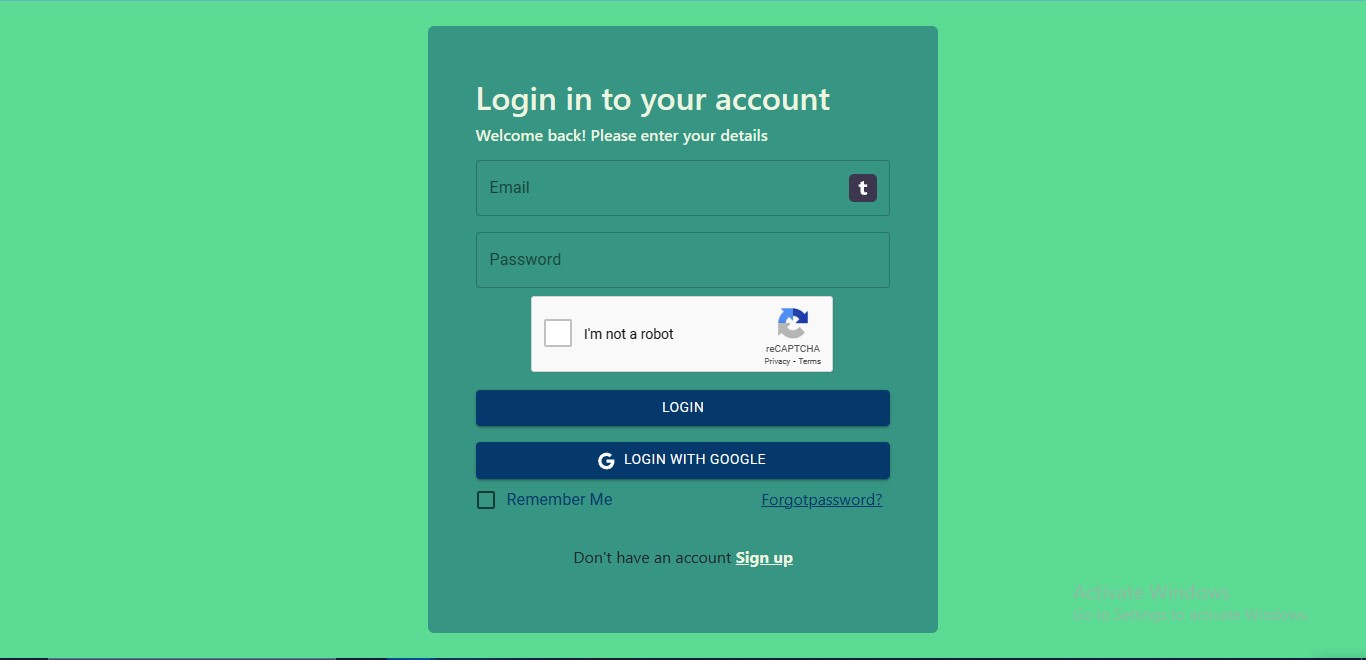 Login in to your account
Welcome back! Please enter your details
Email
t
Password
I'm not a robot
reCAPTCHA
Privacy - Terms
LOGIN
G LOGIN WITH GOOGLE
Remember Me
Forgotpassword?
Don't have an account Sign up
Activate Windows
Go to Settings to activate Windows.